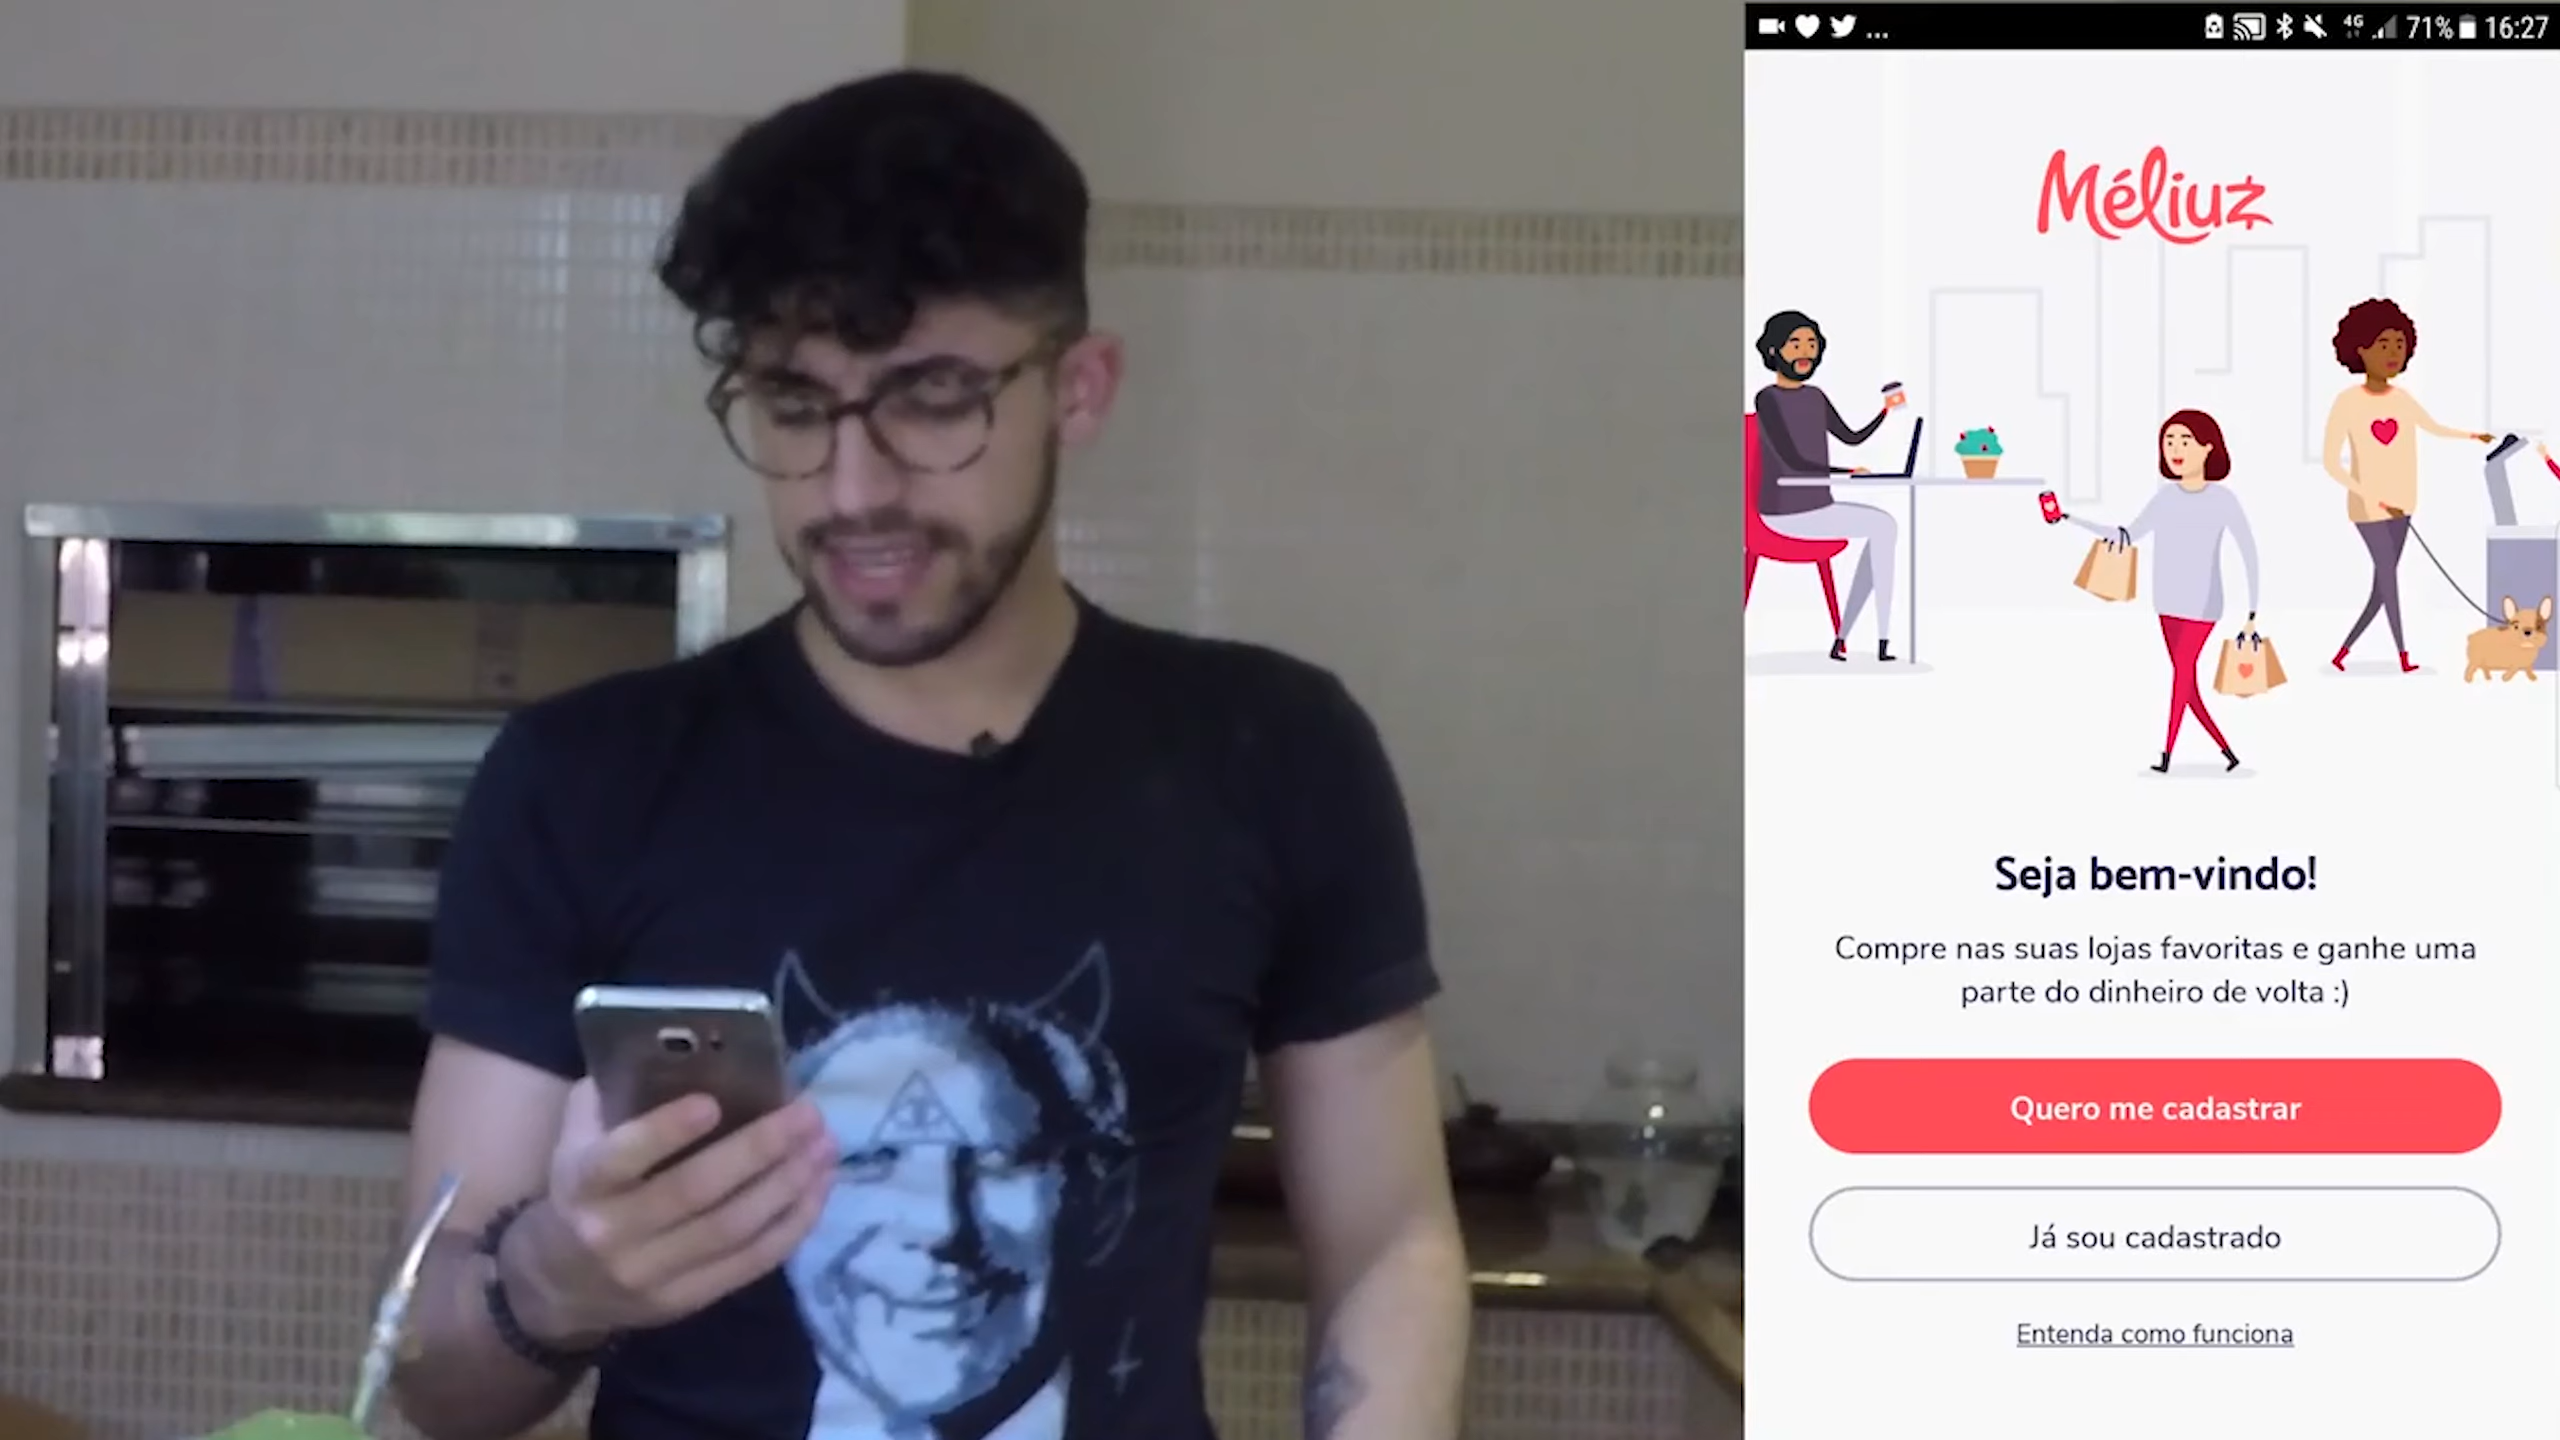 ... 4G 71% 16:27
Méliuz
Seja bem-vindo!
Compre nas suas lojas favoritas e ganhe uma
parte do dinheiro de volta :)
Quero me cadastrar
Já sou cadastrado
Entenda como funciona